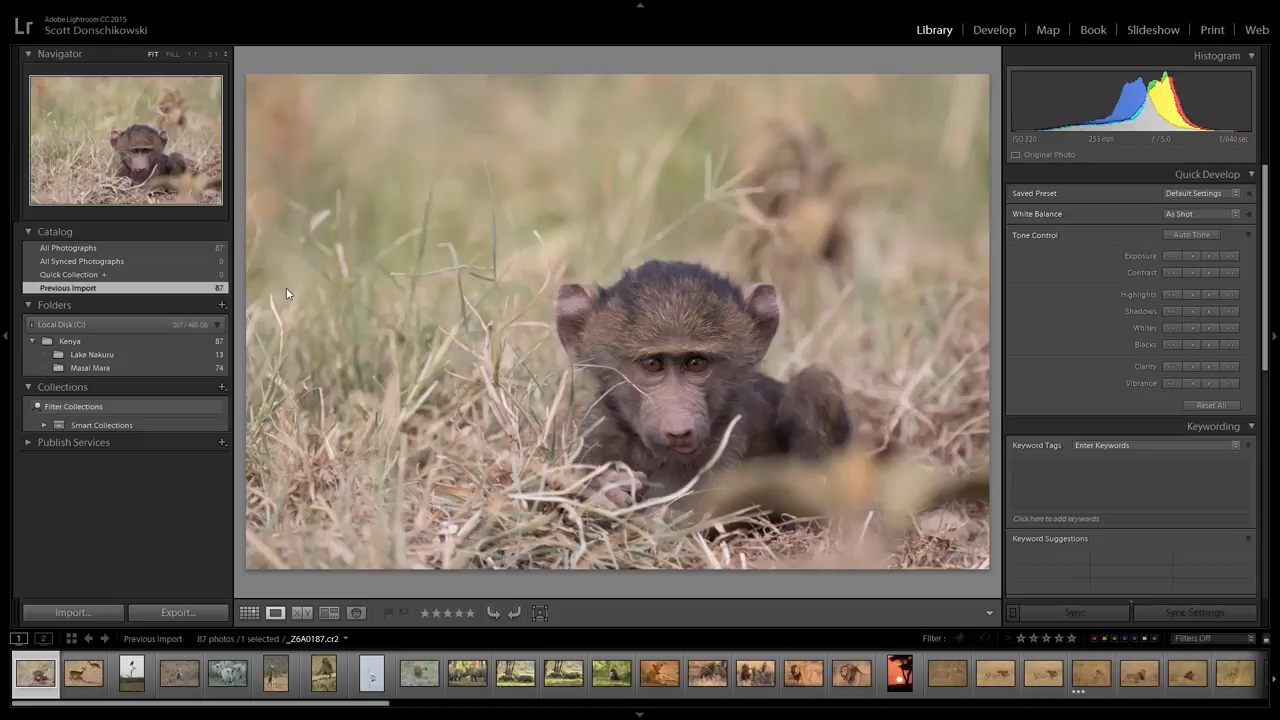 Lr
Adobe Lightroom CC 2015
Scott Donschikowski
Library | Develop | Map | Book | Slideshow | Print | Web
Navigator FIT FILL 1:1 3:1
Histogram
ISO 320 255 mm f / 5.0 1/640 sec
Original Photo
Quick Develop
Saved Preset Default Settings
White Balance As Shot
Tone Control Auto Tone
Exposure
Contrast
Highlights
Shadows
Whites
Blacks
Clarity
Vibrance
Reset All
Keywording
Keyword Tags Enter Keywords
Click here to add keywords
Keyword Suggestions
Sync Sync Settings
Catalog
All Photographs 87
All Synced Photographs 0
Quick Collection + 0
Previous Import 87
Folders +
Local Disk (C:) 307 / 465 GB
Kenya 87
Lake Nakuru 13
Masai Mara 74
Collections +
Filter Collections
Smart Collections
Publish Services +
Import... Export...
X Y
1 2 Previous Import 87 photos / 1 selected / _Z6A0187.cr2 Filter : Filters Off